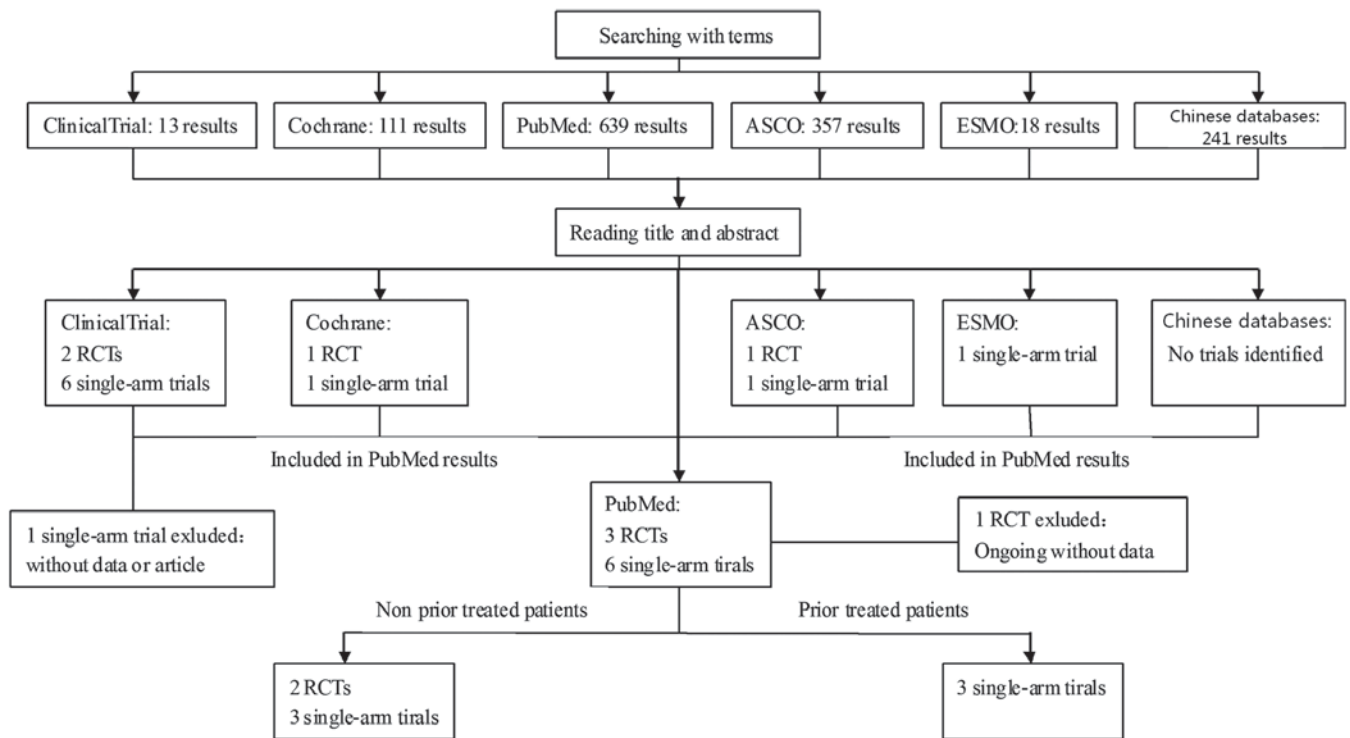 Searching with terms
ClinicalTrial: 13 results
Cochrane: 111 results
PubMed: 639 results
ASCO: 357 results
ESMO:18 results
Chinese databases:
241 results
Reading title and abstract
ClinicalTrial:
2 RCTs
6 single-arm trials
Cochrane:
1 RCT
1 single-arm trial
ASCO:
1 RCT
1 single-arm trial
ESMO:
1 single-arm trial
Chinese databases:
No trials identified
Included in PubMed results
Included in PubMed results
1 single-arm trial exluded:
without data or article
PubMed:
3 RCTs
6 single-arm tirals
1 RCT exluded:
Ongoing without data
Non prior treated patients
Prior treated patients
2 RCTs
3 single-arm tirals
3 single-arm tirals